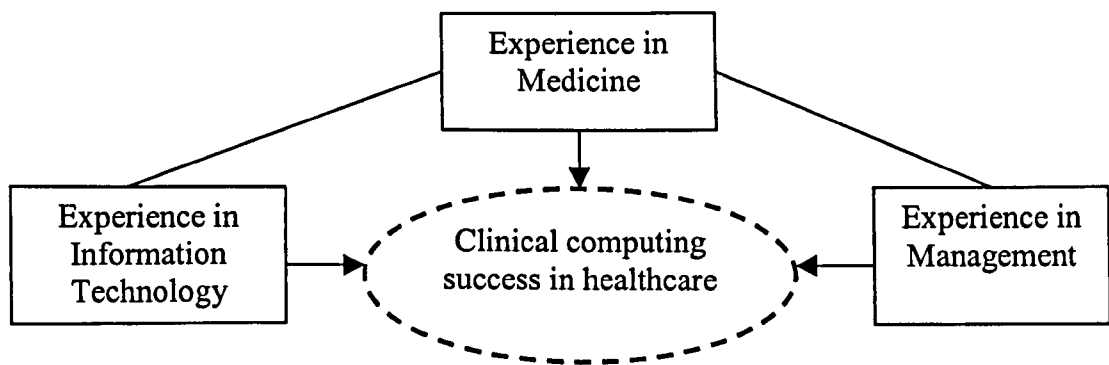 Experience in
Medicine
Experience in
Information
Technology
Clinical computing
success in healthcare
Experience in
Management